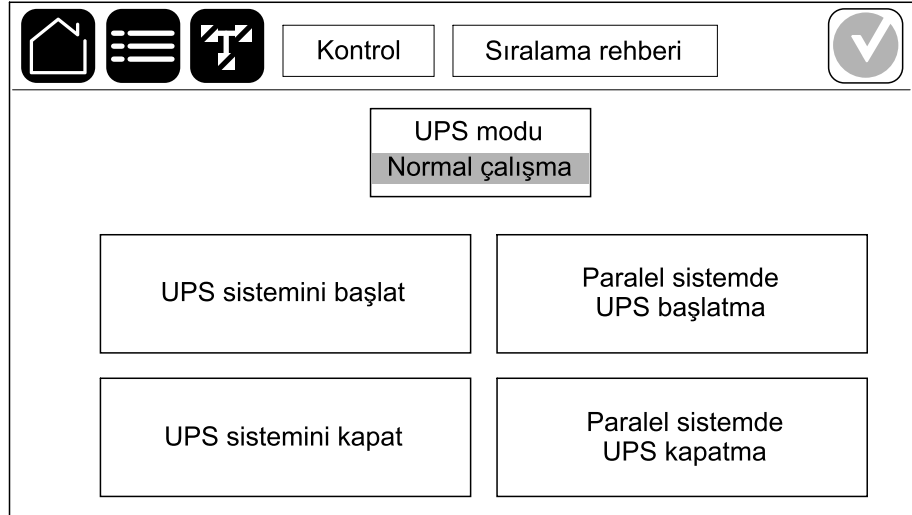 Kontrol
Sıralama rehberi
UPS modu
Normal çalışma
UPS sistemini başlat
Paralel sistemde
UPS başlatma
UPS sistemini kapat
Paralel sistemde
UPS kapatma